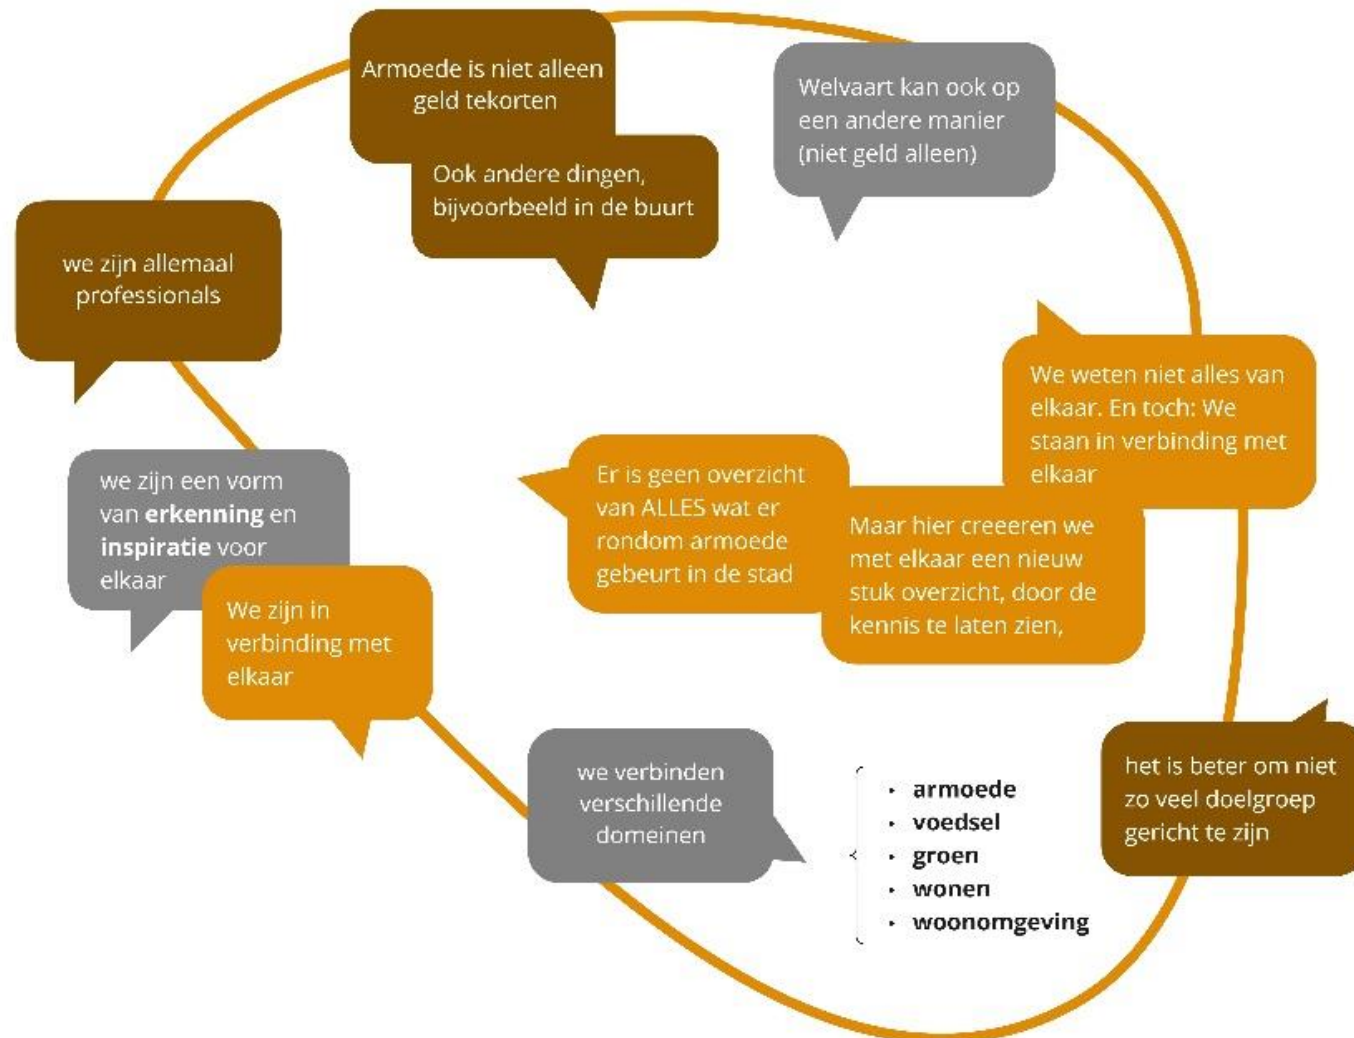 Armoede is niet alleen
geld tekorten
Ook andere dingen,
bijvoorbeeld in de buurt
Welvaart kan ook op
een andere manier
(niet geld alleen)
we zijn allemaal
professionals
we zijn een vorm
van erkenning en
inspiratie voor
elkaar
We zijn in
verbinding met
elkaar
Er is geen overzicht
van ALLES wat er
rondom armoede
gebeurt in de stad
Maar hier creeeren we
met elkaar een nieuw
stuk overzicht, door de
kennis te laten zien,
We weten niet alles van
elkaar. En toch: We
staan in verbinding met
elkaar
we verbinden
verschillende
domeinen
• armoede
• voedsel
• groen
• wonen
• woonomgeving
het is beter om niet
zo veel doelgroep
gericht te zijn